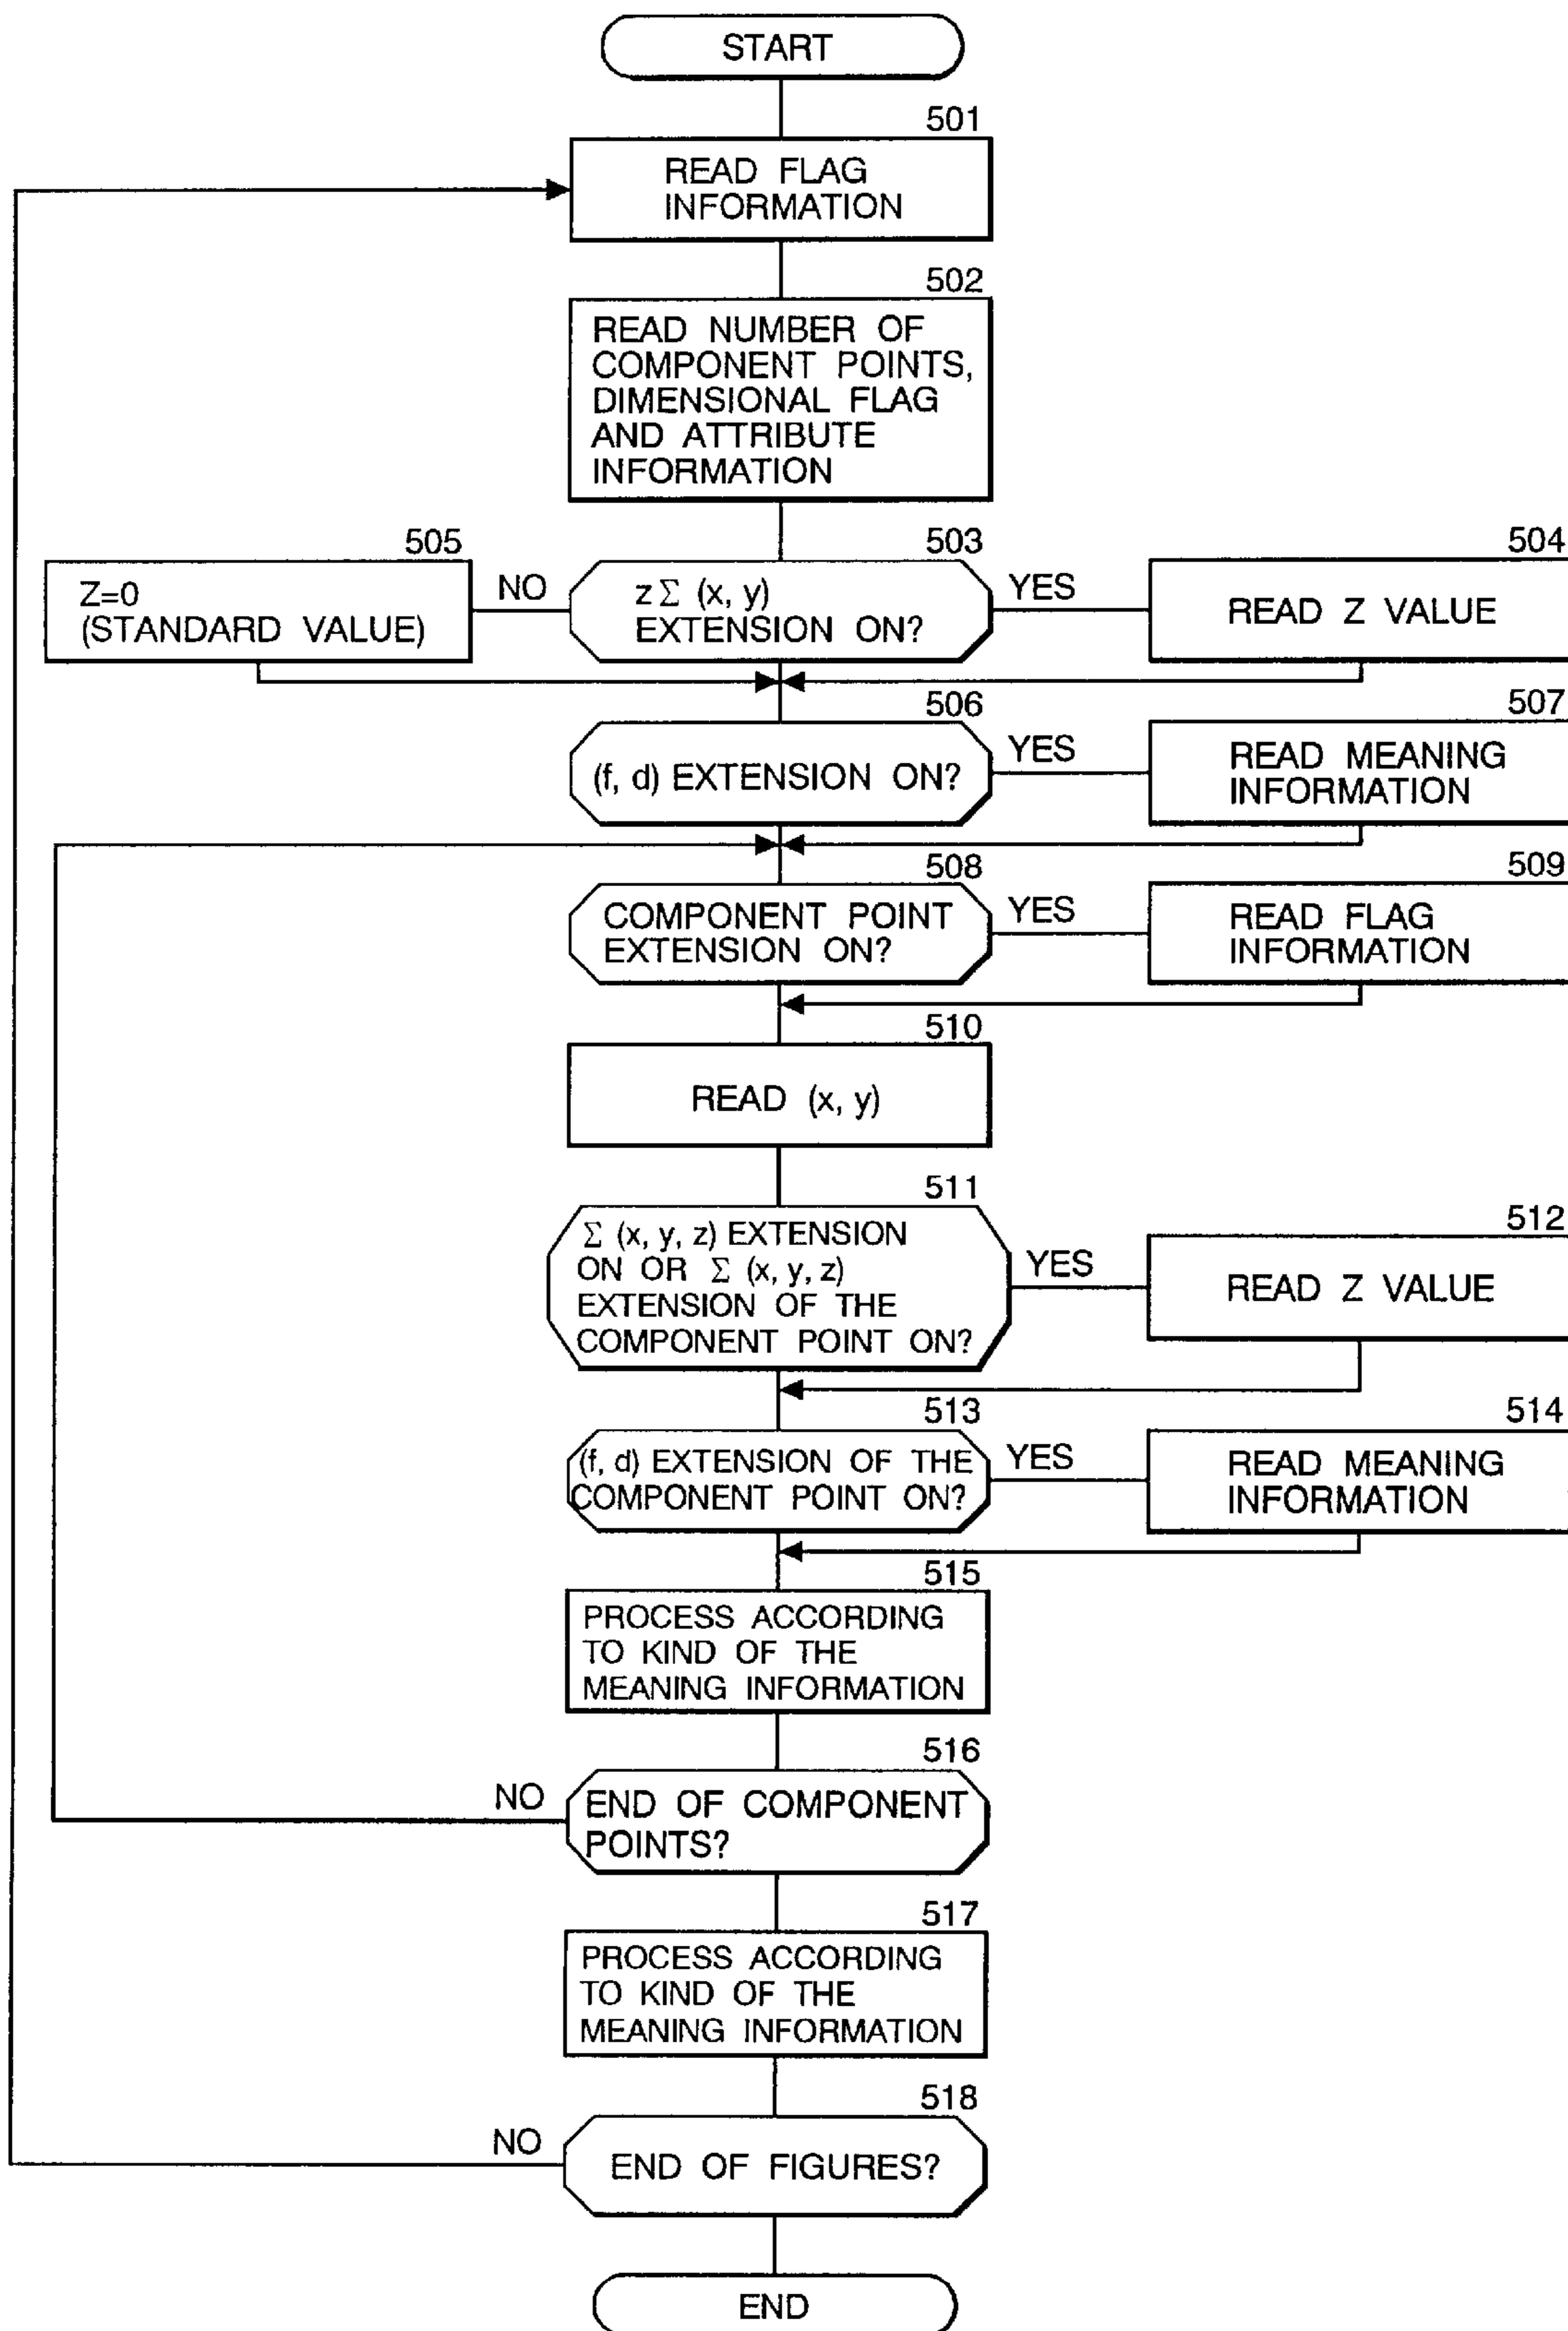 START
501
READ FLAG
INFORMATION
502
READ NUMBER OF
COMPONENT POINTS,
DIMENSIONAL FLAG
AND ATTRIBUTE
INFORMATION
505
Z=0
(STANDARD VALUE)
NO
503
z Σ (x, y)
EXTENSION ON?
YES
504
READ Z VALUE
506
(f, d) EXTENSION ON?
YES
507
READ MEANING
INFORMATION
508
COMPONENT POINT
EXTENSION ON?
YES
509
READ FLAG
INFORMATION
510
READ (x, y)
511
Σ (x, y, z) EXTENSION
ON OR Σ (x, y, z)
EXTENSION OF THE
COMPONENT POINT ON?
YES
512
READ Z VALUE
513
(f, d) EXTENSION OF THE
COMPONENT POINT ON?
YES
514
READ MEANING
INFORMATION
515
PROCESS ACCORDING
TO KIND OF THE
MEANING INFORMATION
516
NO
END OF COMPONENT
POINTS?
517
PROCESS ACCORDING
TO KIND OF THE
MEANING INFORMATION
518
NO
END OF FIGURES?
END